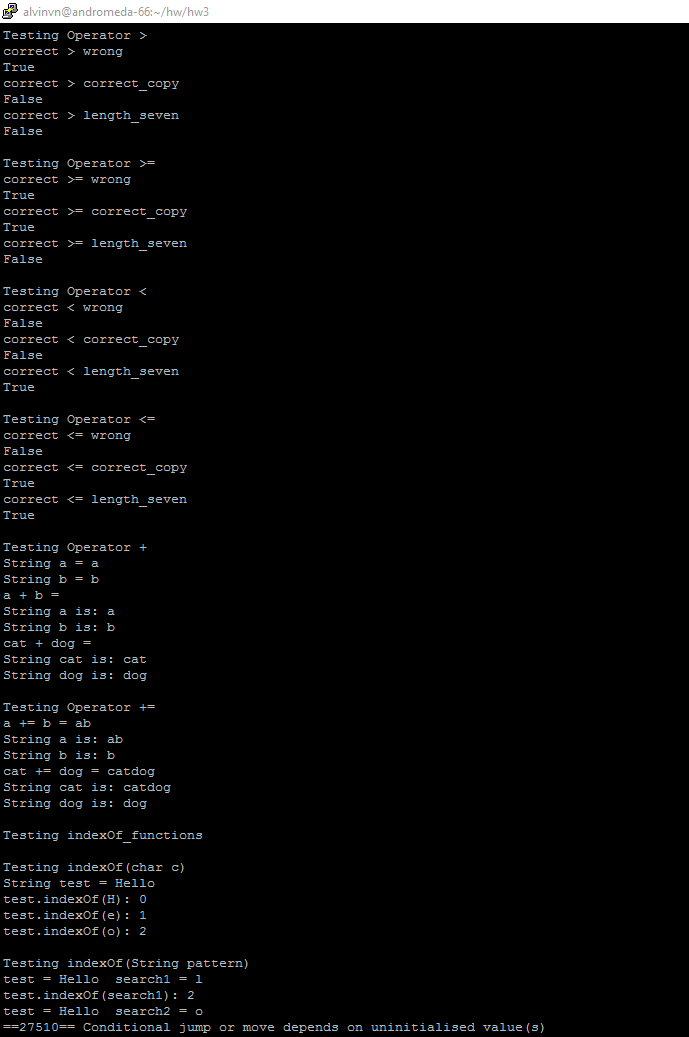 alvinvn@andromeda-66:~/hw/hw3
Testing Operator >
correct > wrong
True
correct > correct_copy
False
correct > length_seven
False
Testing Operator >=
correct >= wrong
True
correct >= correct_copy
True
correct >= length_seven
False
Testing Operator <
correct < wrong
False
correct < correct_copy
False
correct < length_seven
True
Testing Operator <=
correct <= wrong
False
correct <= correct_copy
True
correct <= length_seven
True
Testing Operator +
String a = a
String b = b
a + b =
String a is: a
String b is: b
cat + dog =
String cat is: cat
String dog is: dog
Testing Operator +=
a += b = ab
String a is: ab
String b is: b
cat += dog = catdog
String cat is: catdog
String dog is: dog
Testing indexOf_functions
Testing indexOf(char c)
String test = Hello
test.indexOf(H): 0
test.indexOf(e): 1
test.indexOf(o): 2
Testing indexOf(String pattern)
test = Hello  search1 = l
test.indexOf(search1): 2
test = Hello  search2 = o
==27510== Conditional jump or move depends on uninitialised value(s)